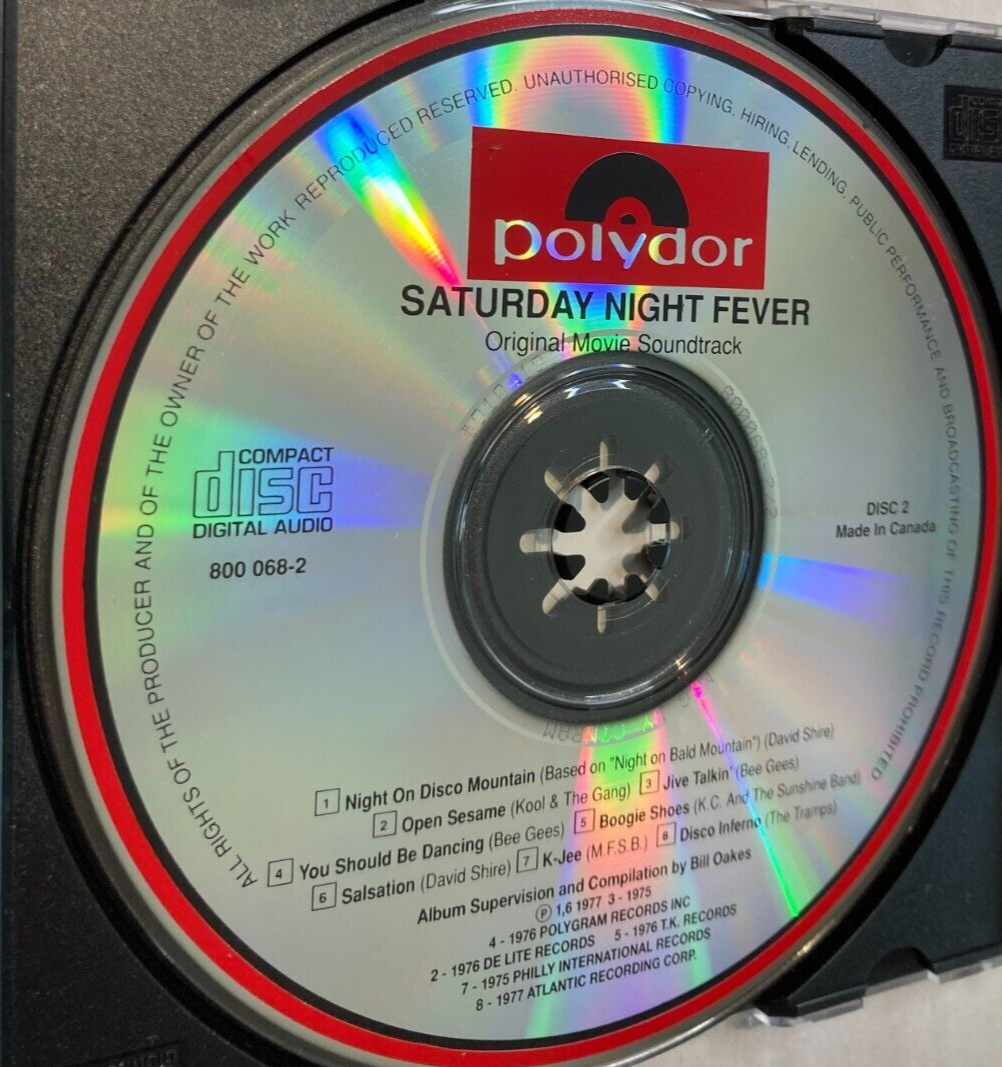 ALL RIGHTS OF THE PRODUCER AND OF THE OWNER OF THE WORK REPRODUCED RESERVED. UNAUTHORISED COPYING, HIRING, LENDING, PUBLIC PERFORMANCE AND BROADCASTING OF THIS RECORD PROHIBITED
polydor
SATURDAY NIGHT FEVER
Original Movie Soundtrack
COMPACT
disc
DIGITAL AUDIO
800 068-2
DISC 2
Made In Canada
1 Night On Disco Mountain (Based on "Night on Bald Mountain") (David Shire)
2 Open Sesame (Kool & The Gang) 3 Jive Talkin' (Bee Gees)
4 You Should Be Dancing (Bee Gees) 5 Boogie Shoes (K.C. And The Sunshine Band)
6 Salsation (David Shire) 7 K-Jee (M.F.S.B.) 8 Disco Inferno (The Tramps)
Album Supervision and Compilation by Bill Oakes
℗ 1,6 1977 3 - 1975
4 - 1976 POLYGRAM RECORDS INC
2 - 1976 DE LITE RECORDS 5 - 1976 T.K. RECORDS
7 - 1975 PHILLY INTERNATIONAL RECORDS
8 - 1977 ATLANTIC RECORDING CORP.